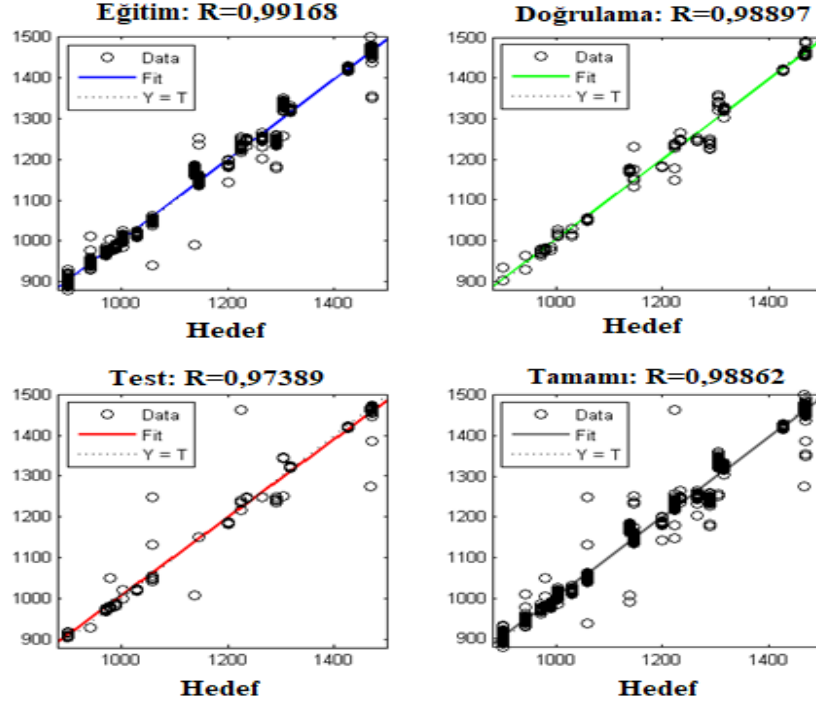 Eğitim: R=0,99168
1500
1400
1300
1200
1100
1000
900
Data
Fit
Y = T
1000
1200
1400
Hedef
Doğrulama: R=0,98897
1500
1400
1300
1200
1100
1000
900
Data
Fit
Y = T
1000
1200
1400
Hedef
Test: R=0,97389
1500
1400
1300
1200
1100
1000
900
Data
Fit
Y = T
1000
1200
1400
Hedef
Tamamı: R=0,98862
1500
1400
1300
1200
1100
1000
900
Data
Fit
Y = T
1000
1200
1400
Hedef